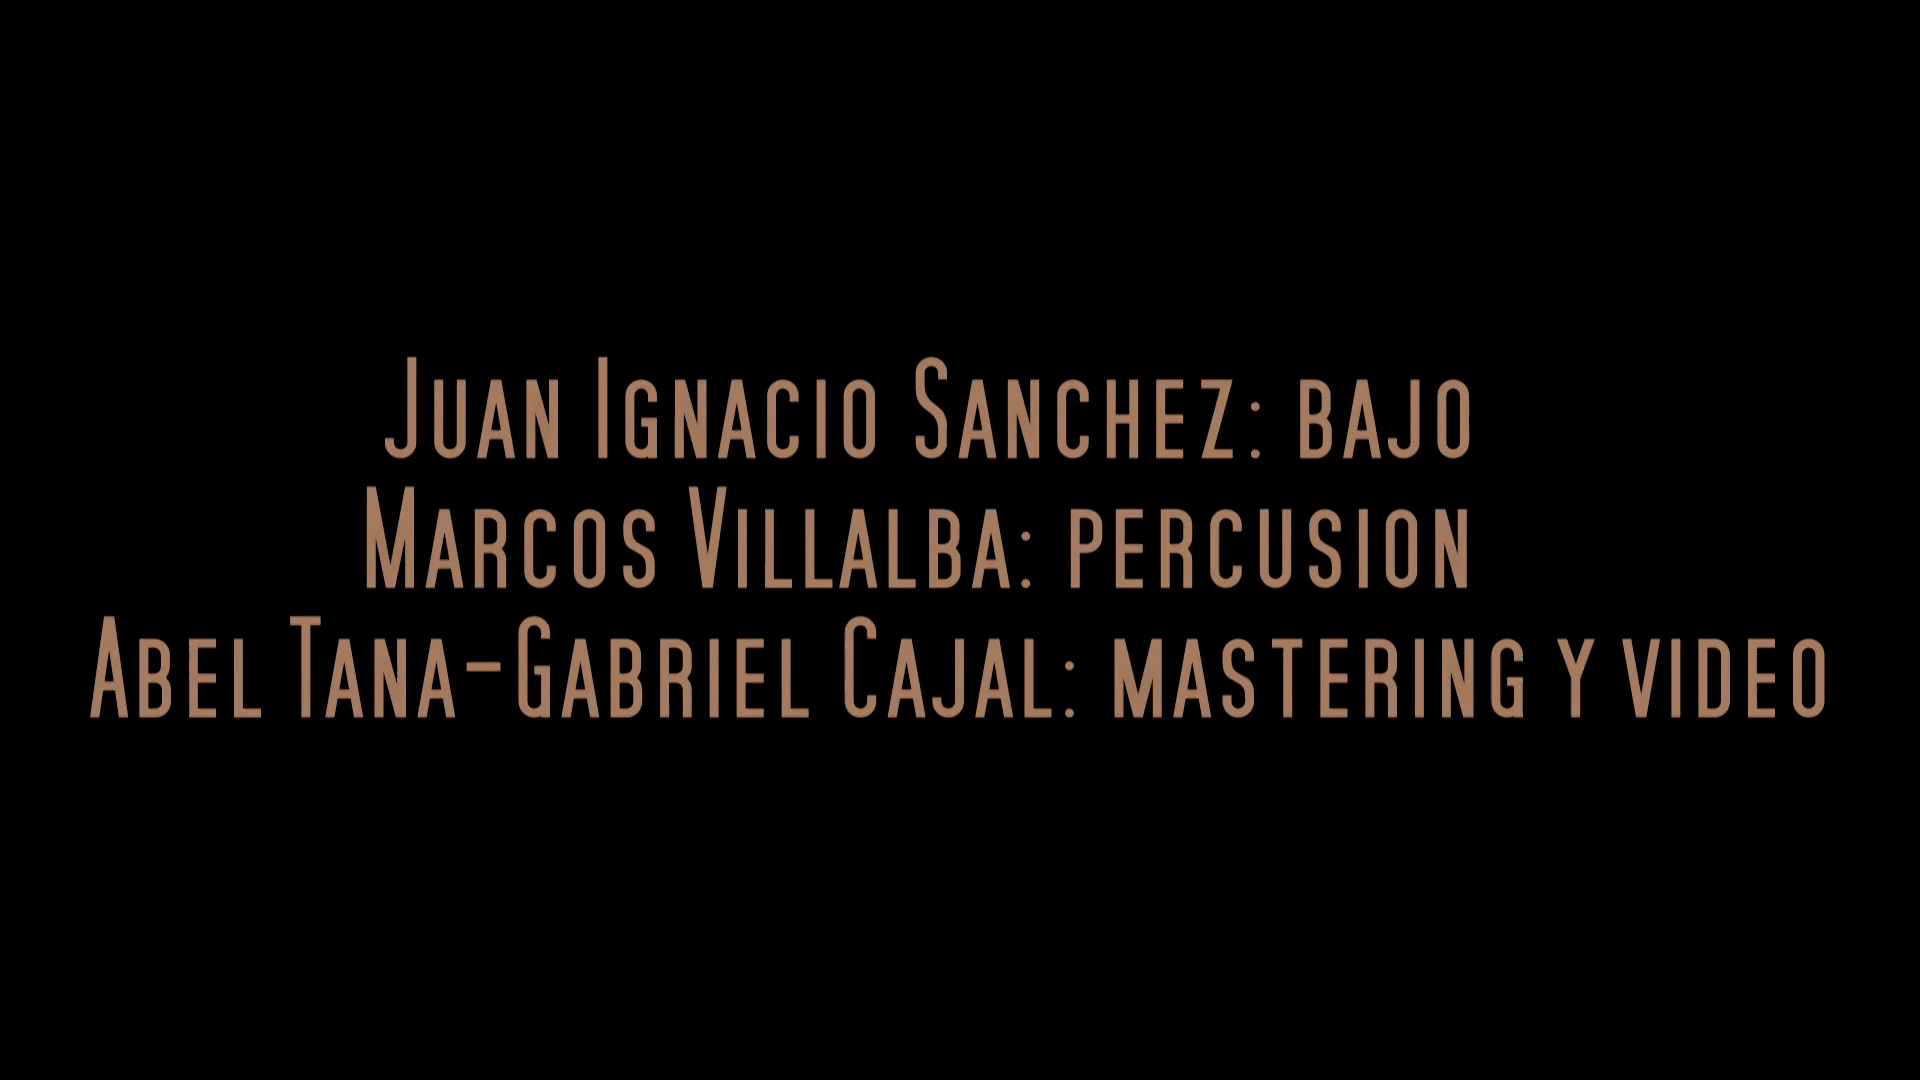 Juan Ignacio Sanchez: bajo
Marcos Villalba: percusion
Abel Tana-Gabriel Cajal: mastering y video